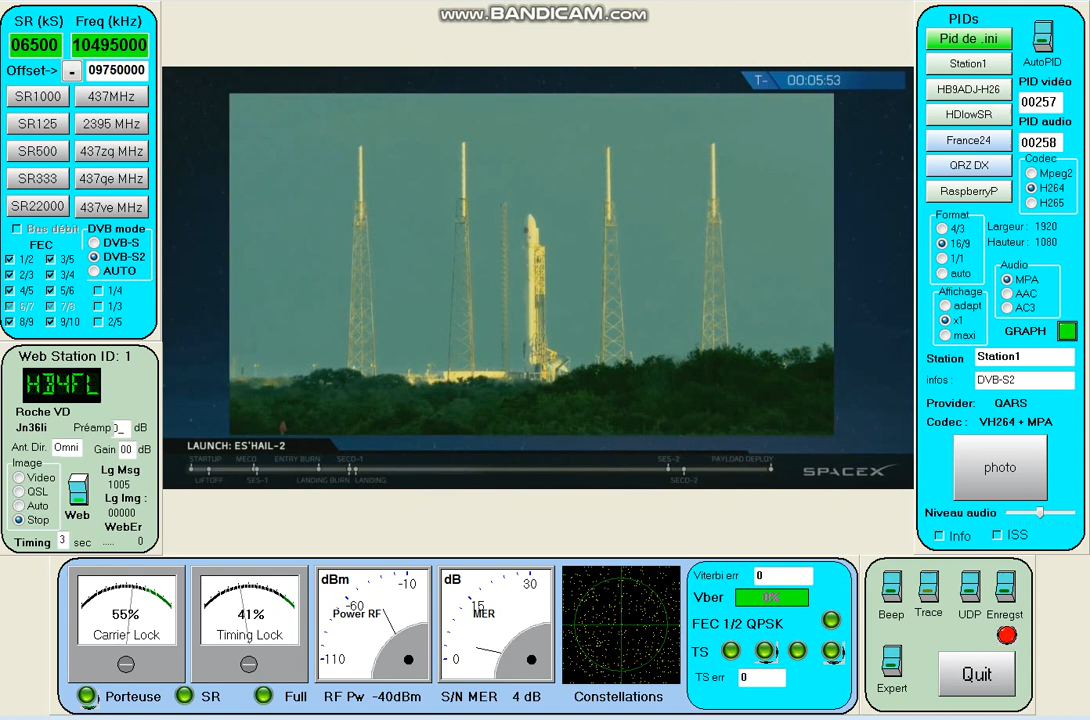 www.BANDICAM.com
SR (kS) Freq (kHz)
06500 10495000
Offset-> - 09750000
SR1000 437MHz
SR125 2395 MHz
SR500 437zq MHz
SR333 437qe MHz
SR22000 437ve MHz
Bus débit DVB mode
FEC DVB-S
1/2 3/5 DVB-S2
2/3 3/4 AUTO
4/5 5/6 1/4
6/7 7/8 1/3
8/9 9/10 2/5
Web Station ID: 1
HB4FL
Roche VD
Jn36li Préamp 0_ dB
Ant. Dir. Omni Gain 00 dB
Image
Video
QSL
Auto
Stop
Web
Lg Msg
1005
Lg Img :
00000
WebEr
Timing 3 sec ..... 0
T- 00:05:53
LAUNCH: ES'HAIL-2
STARTUP MECO ENTRY BURN SECO-1 SES-2 PAYLOAD DEPLOY
LIFTOFF SES-1 LANDING BURN LANDING SECO-2
SPACEX
PIDs
Pid de .ini
Station1
HB9ADJ-H26
HDlowSR
France24
QRZ DX
RaspberryP
AutoPID
PID vidéo
00257
PID audio
00258
Codec
Mpeg2
H264
H265
Format
4/3
16/9
1/1
auto
Largeur : 1920
Hauteur : 1080
Audio
MPA
AAC
AC3
Affichage
adapt
x1
maxi
GRAPH
Station Station1
infos : DVB-S2
Provider: QARS
Codec : VH264 + MPA
photo
Niveau audio
Info ISS
55%
Carrier Lock
41%
Timing Lock
dBm -10
-60
Power RF
-110
dB 30
15
MER
0
Porteuse SR Full RF Pw -40dBm S/N MER 4 dB Constellations
Viterbi err 0
Vber 0%
FEC 1/2 QPSK
TS
TS err 0
Beep Trace UDP Enregst
Expert
Quit